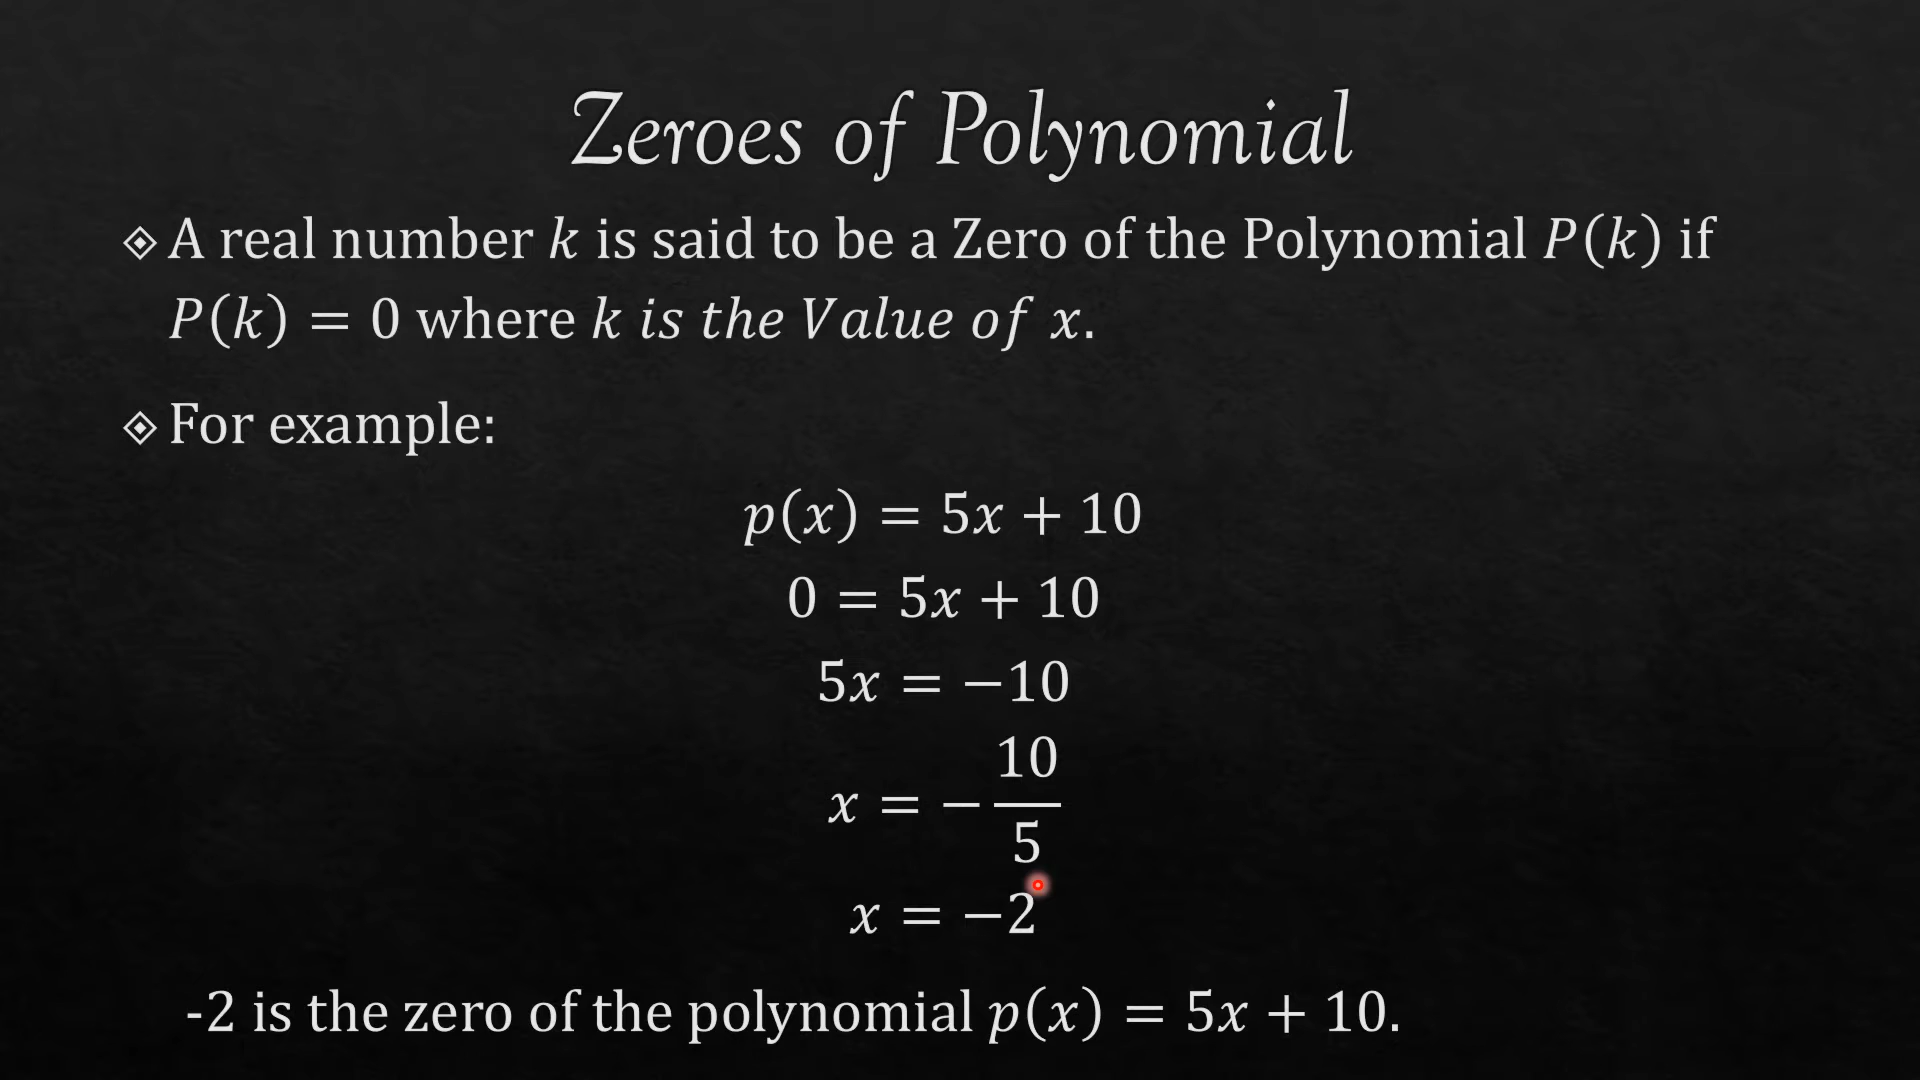 Zeroes of Polynomial
A real number k is said to be a Zero of the Polynomial P(k) if
P(k) = 0 where k is the Value of x.
For example:
p(x) = 5x + 10
0 = 5x + 10
5x = −10
x = −10/5
x = −2
-2 is the zero of the polynomial p(x) = 5x + 10.